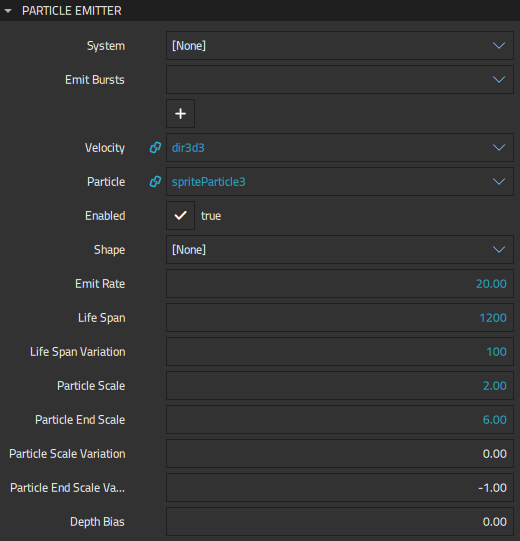 PARTICLE EMITTER
System [None]
Emit Bursts
+
Velocity dir3d3
Particle spriteParticle3
Enabled true
Shape [None]
Emit Rate 20.00
Life Span 1200
Life Span Variation 100
Particle Scale 2.00
Particle End Scale 6.00
Particle Scale Variation 0.00
Particle End Scale Va... -1.00
Depth Bias 0.00